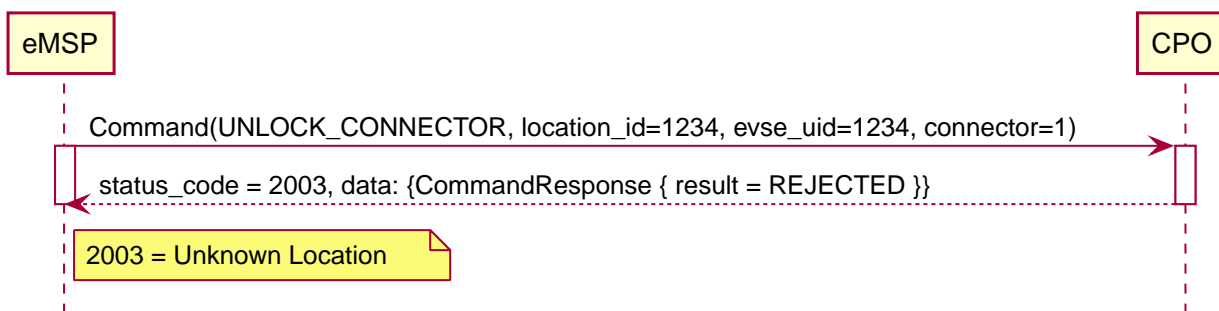 eMSP
CPO
Command(UNLOCK_CONNECTOR, location_id=1234, evse_uid=1234, connector=1)
status_code = 2003, data: {CommandResponse { result = REJECTED }}
2003 = Unknown Location